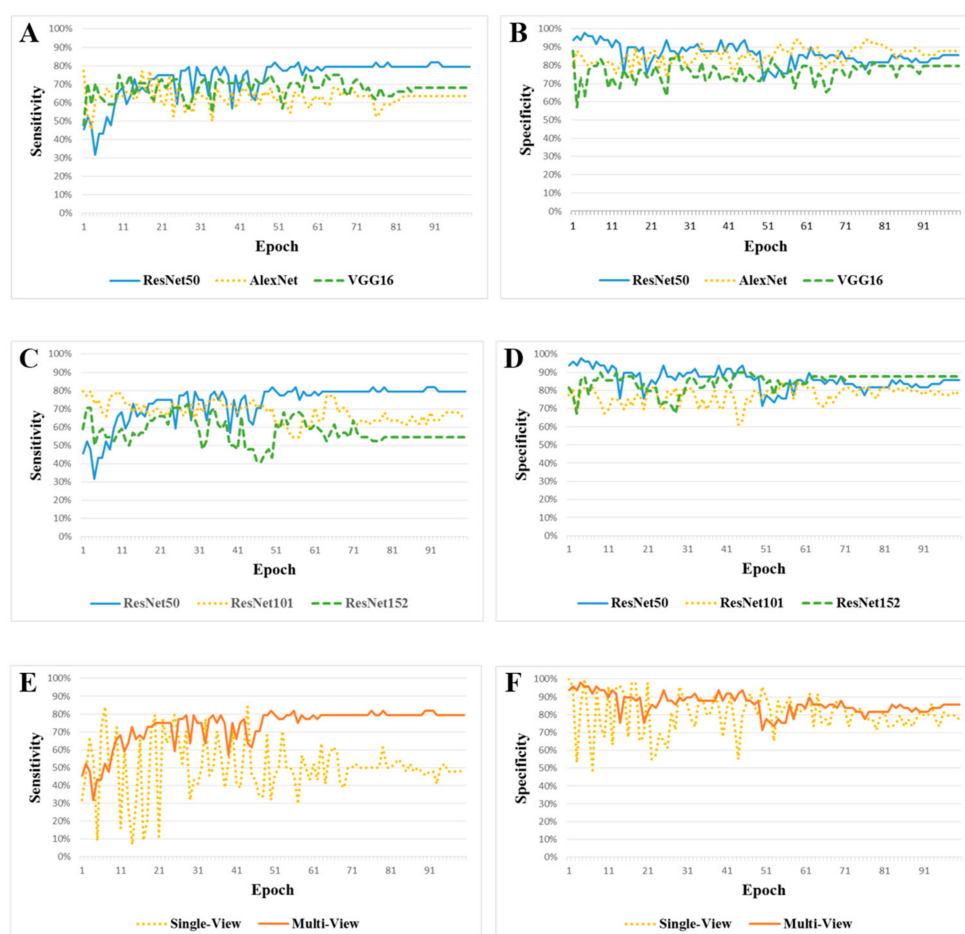 A
Sensitivity
100%
90%
80%
70%
60%
50%
40%
30%
20%
10%
0%
1 11 21 31 41 51 61 71 81 91
Epoch
ResNet50 AlexNet VGG16
B
Specificity
100%
90%
80%
70%
60%
50%
40%
30%
20%
10%
0%
1 11 21 31 41 51 61 71 81 91
Epoch
ResNet50 AlexNet VGG16
C
Sensitivity
100%
90%
80%
70%
60%
50%
40%
30%
20%
10%
0%
1 11 21 31 41 51 61 71 81 91
Epoch
ResNet50 ResNet101 ResNet152
D
Specificity
100%
90%
80%
70%
60%
50%
40%
30%
20%
10%
0%
1 11 21 31 41 51 61 71 81 91
Epoch
ResNet50 ResNet101 ResNet152
E
Sensitivity
100%
90%
80%
70%
60%
50%
40%
30%
20%
10%
0%
1 11 21 31 41 51 61 71 81 91
Epoch
Single-View Multi-View
F
Specificity
100%
90%
80%
70%
60%
50%
40%
30%
20%
10%
0%
1 11 21 31 41 51 61 71 81 91
Epoch
Single-View Multi-View